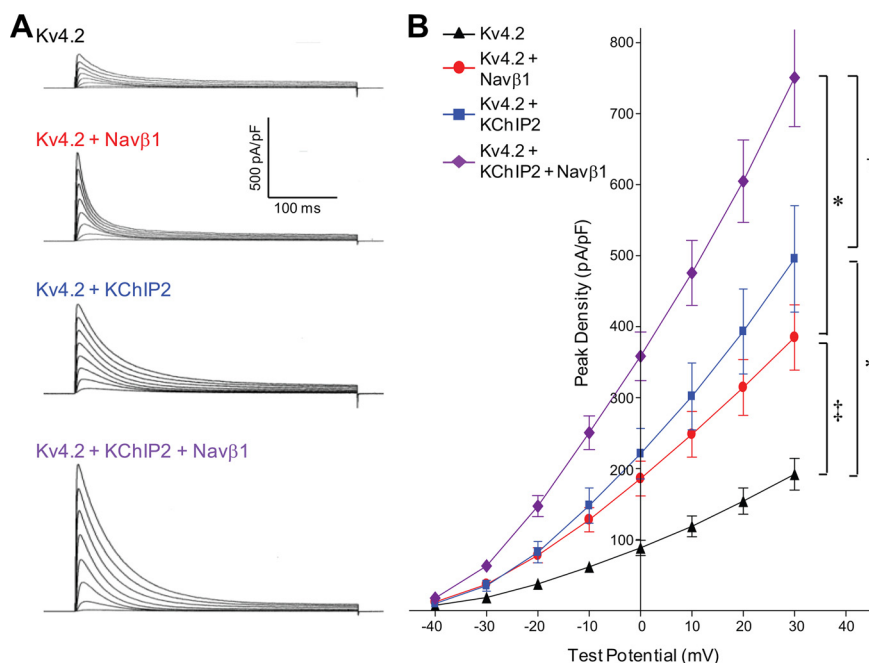 A
Kv4.2
Kv4.2 + Navβ1
500 pA/pF
100 ms
Kv4.2 + KChIP2
Kv4.2 + KChIP2 + Navβ1
B
Kv4.2
Kv4.2 +
Navβ1
Kv4.2 +
KChIP2
Kv4.2 +
KChIP2 + Navβ1
Peak Density (pA/pF)
800
700
600
500
400
300
200
100
-40 -30 -20 -10 0 10 20 30 40
Test Potential (mV)
*
‡